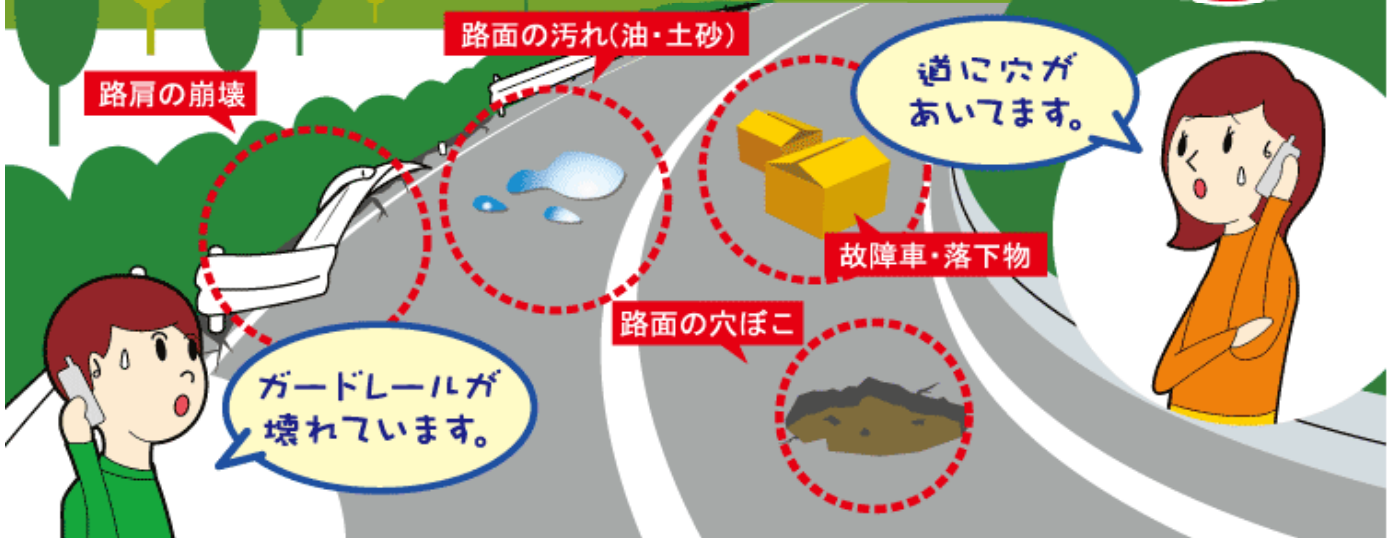 路面の汚れ(油・土砂)
路肩の崩壊
道に穴が
あいてます。
故障車・落下物
路面の穴ぼこ
ガードレールが
壊れています。